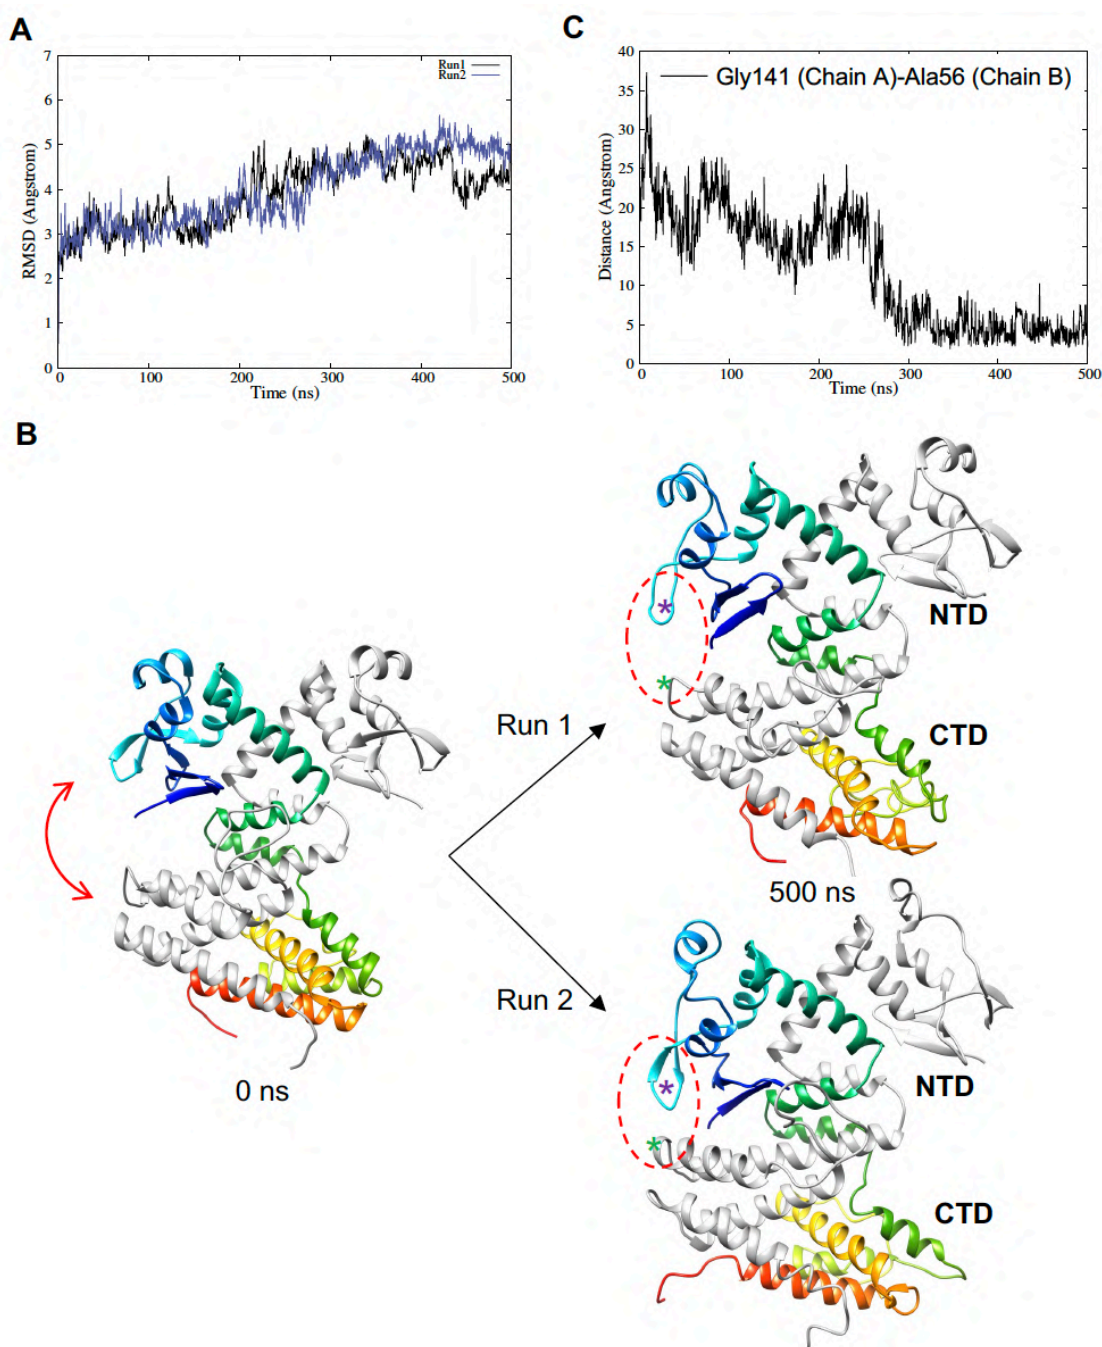 A
7
6
5
4
3
2
1
0
RMSD (Angstrom)
Run1
Run2
0
100
200
300
400
500
Time (ns)
C
40
35
30
25
20
15
10
5
0
Distance (Angstrom)
Gly141 (Chain A)-Ala56 (Chain B)
0
100
200
300
400
500
Time (ns)
B
0 ns
Run 1
Run 2
*
*
NTD
CTD
500 ns
*
*
NTD
CTD